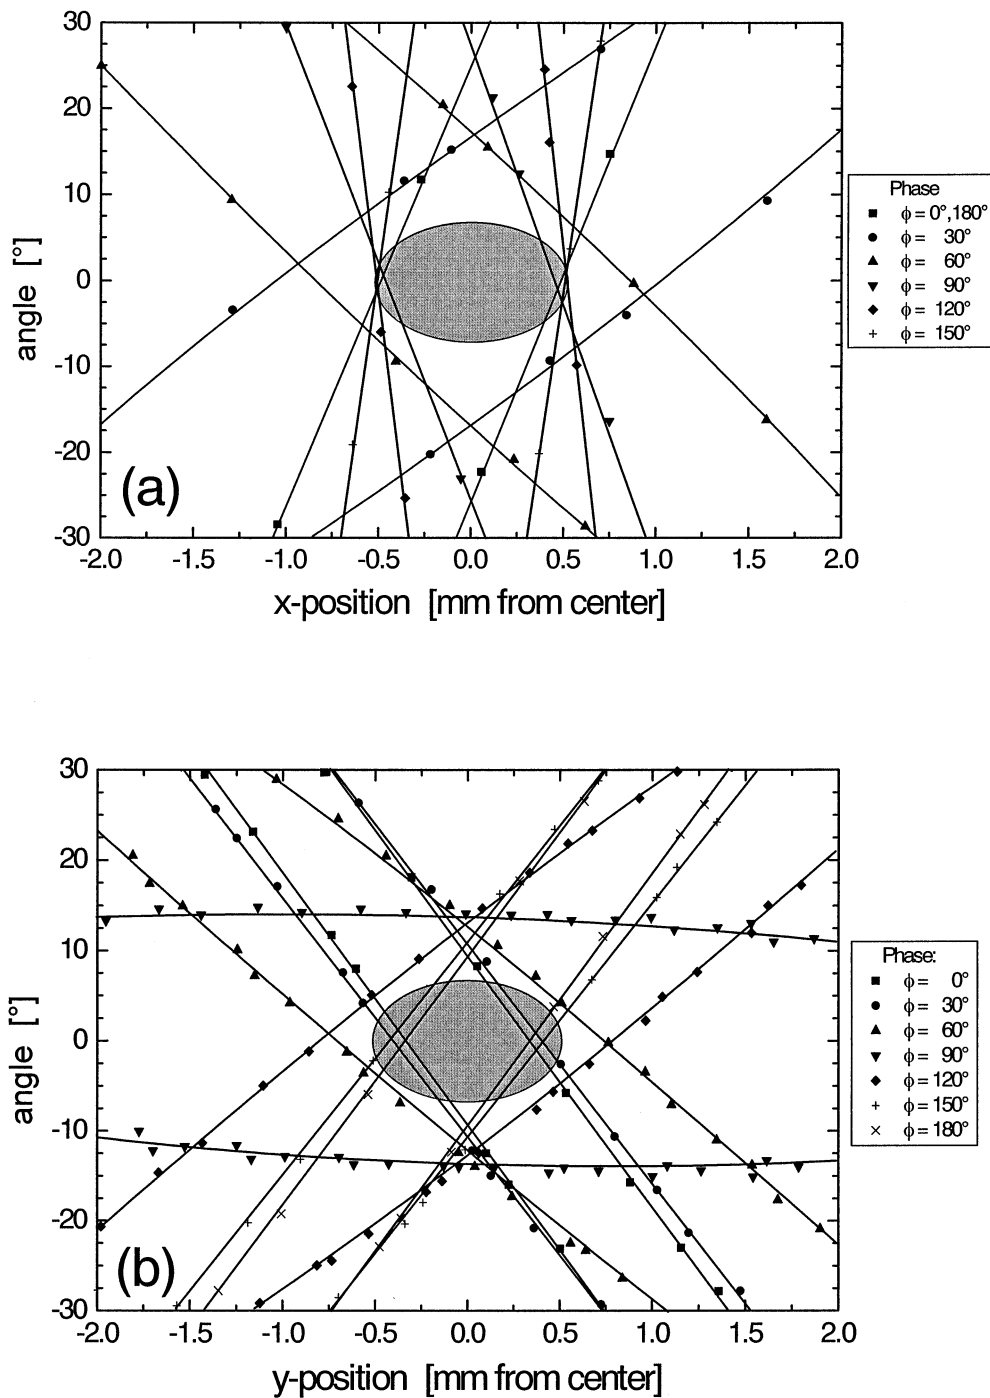 30
20
10
0
-10
-20
-30
angle [°]
(a)
-2.0 -1.5 -1.0 -0.5 0.0 0.5 1.0 1.5 2.0
x-position [mm from center]
Phase
ϕ = 0°,180°
ϕ = 30°
ϕ = 60°
ϕ = 90°
ϕ = 120°
ϕ = 150°
30
20
10
0
-10
-20
-30
angle [°]
(b)
-2.0 -1.5 -1.0 -0.5 0.0 0.5 1.0 1.5 2.0
y-position [mm from center]
Phase:
ϕ = 0°
ϕ = 30°
ϕ = 60°
ϕ = 90°
ϕ = 120°
ϕ = 150°
ϕ = 180°